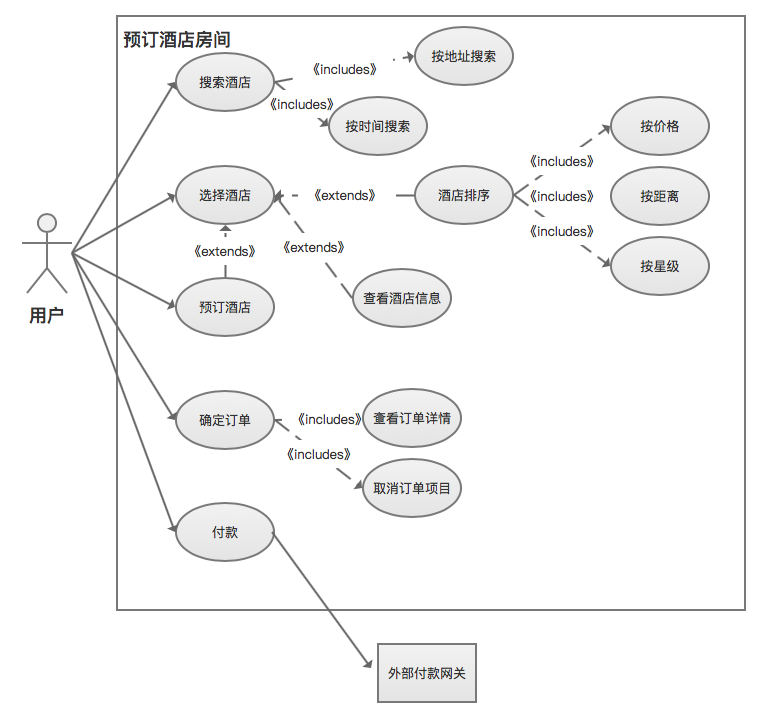 预订酒店房间
搜索酒店
《includes》
按地址搜索
《includes》
按时间搜索
选择酒店
《extends》
酒店排序
《includes》
按价格
《includes》
按距离
《includes》
按星级
《extends》
《extends》
预订酒店
查看酒店信息
用户
确定订单
《includes》
查看订单详情
《includes》
取消订单项目
付款
外部付款网关